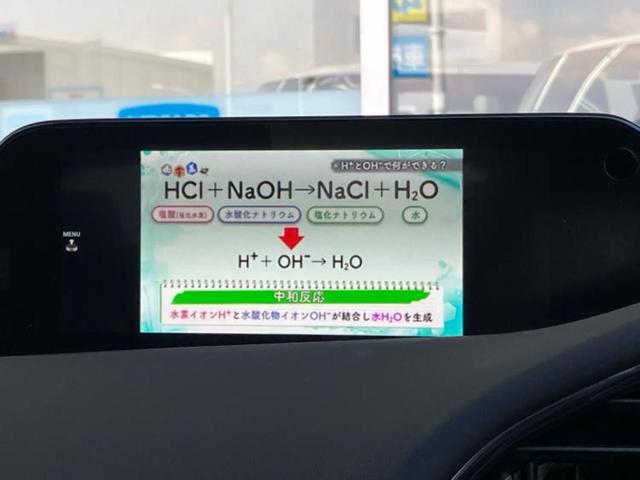 H⁺とOH⁻で何ができる？
HCl＋NaOH→NaCl＋H₂O
塩酸(塩化水素) 水酸化ナトリウム 塩化ナトリウム 水
MENU
H⁺＋OH⁻→H₂O
中和反応
水素イオンH⁺と水酸化物イオンOH⁻が結合し水H₂Oを生成